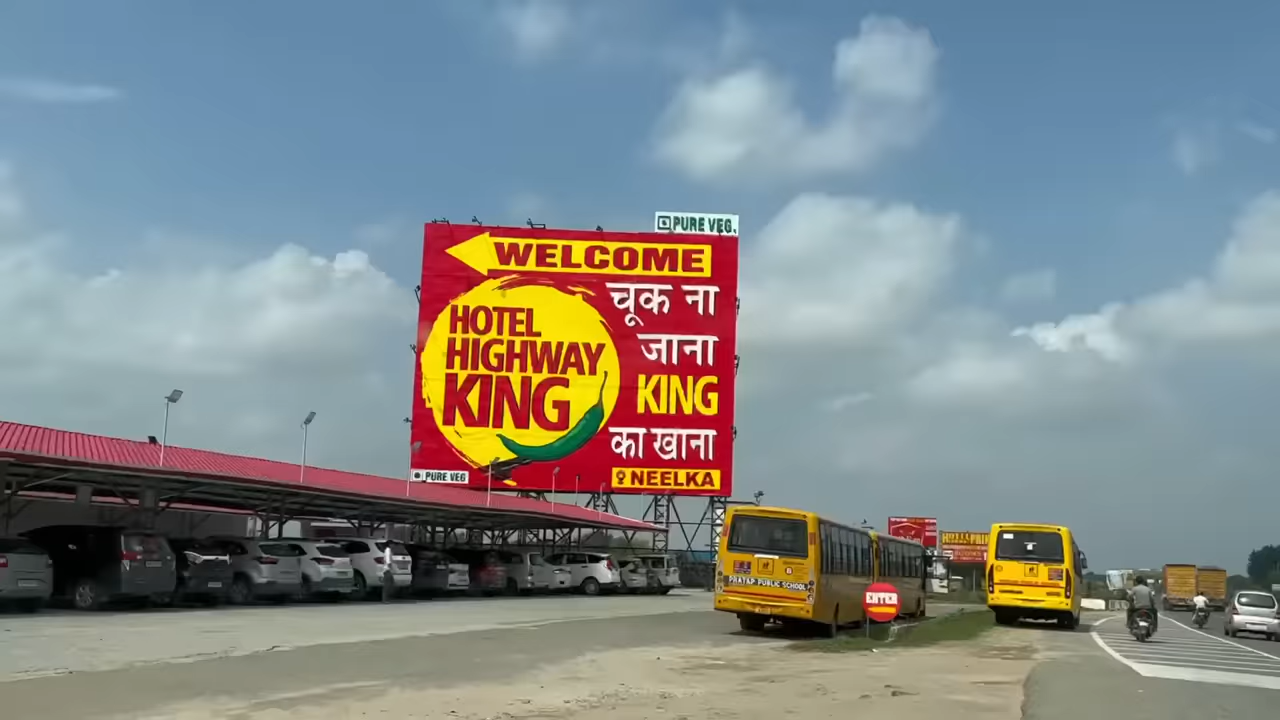 PURE VEG.
WELCOME
HOTEL
HIGHWAY
KING
चूक ना
जाना
KING
का खाना
PURE VEG
NEELKA
PRATAP PUBLIC SCHOOL
ENTER